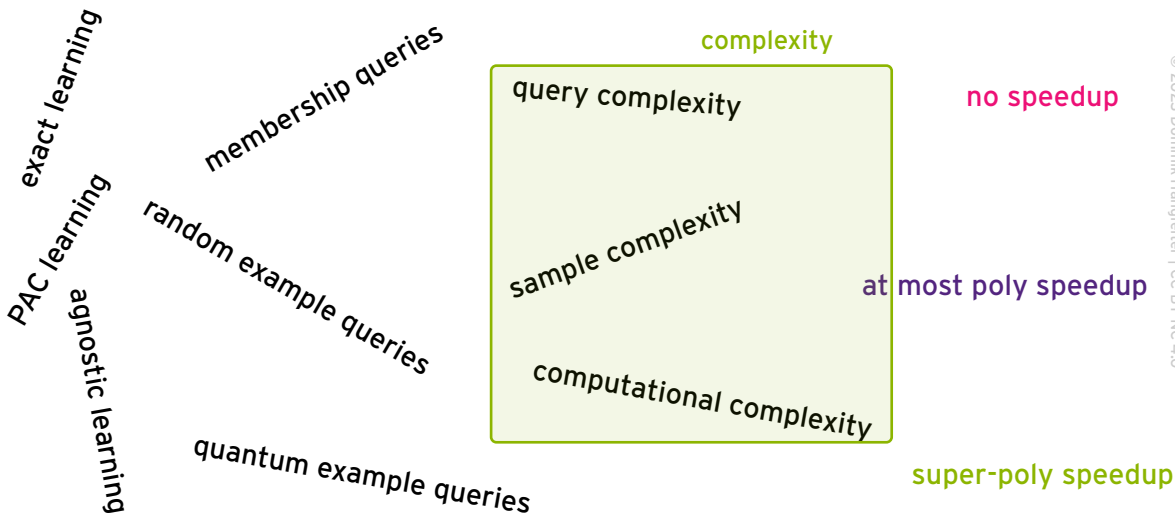 exact learning
PAC learning
agnostic learning
membership queries
random example queries
quantum example queries
complexity
query complexity
sample complexity
computational complexity
no speedup
at most poly speedup
super-poly speedup